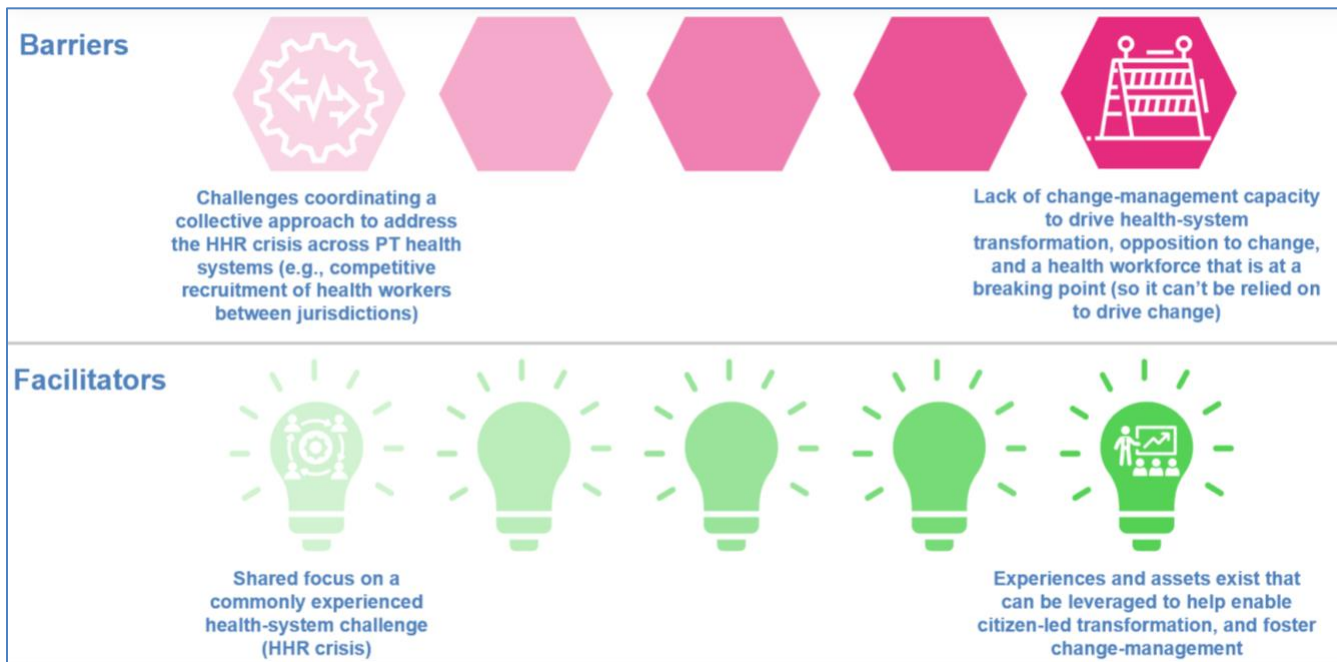 Barriers
Challenges coordinating a
collective approach to address
the HHR crisis across PT health
systems (e.g., competitive
recruitment of health workers
between jurisdictions)
Lack of change-management capacity
to drive health-system
transformation, opposition to change,
and a health workforce that is at a
breaking point (so it can’t be relied on
to drive change)
Facilitators
Shared focus on a
commonly experienced
health-system challenge
(HHR crisis)
Experiences and assets exist that
can be leveraged to help enable
citizen-led transformation, and foster
change-management